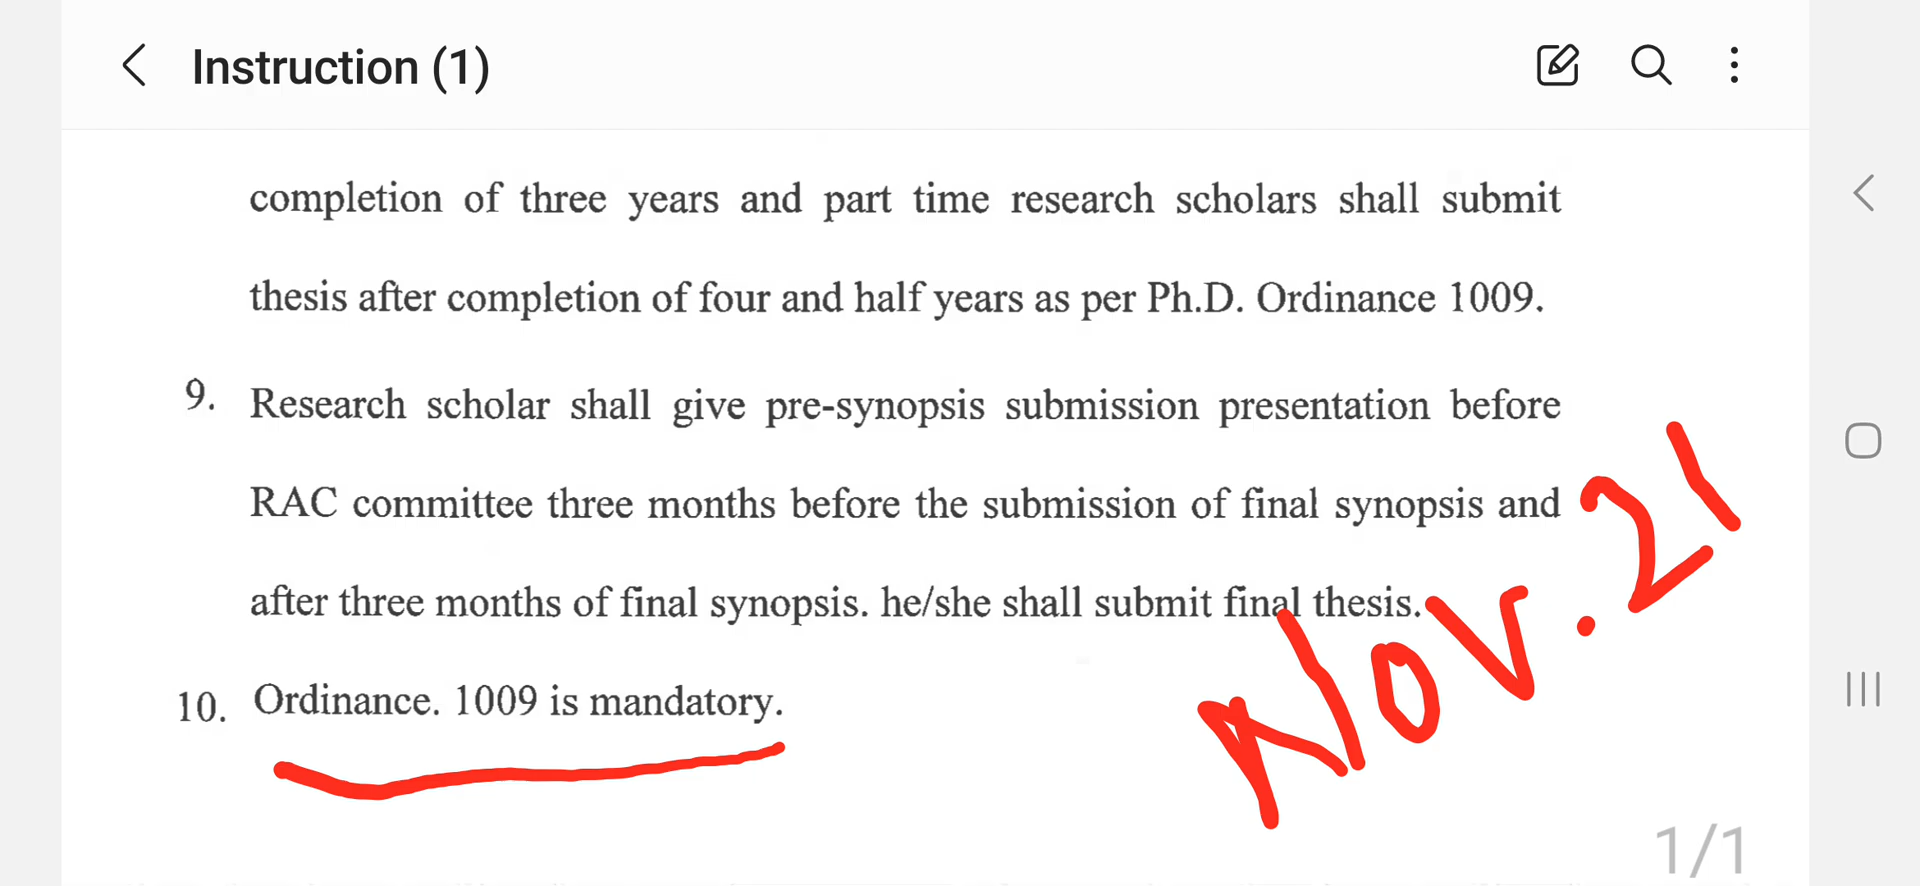 Instruction (1)
completion of three years and part time research scholars shall submit
thesis after completion of four and half years as per Ph.D. Ordinance 1009.
9. Research scholar shall give pre-synopsis submission presentation before
RAC committee three months before the submission of final synopsis and
after three months of final synopsis. he/she shall submit final thesis.
10. Ordinance. 1009 is mandatory.
Nov. 21
1/1